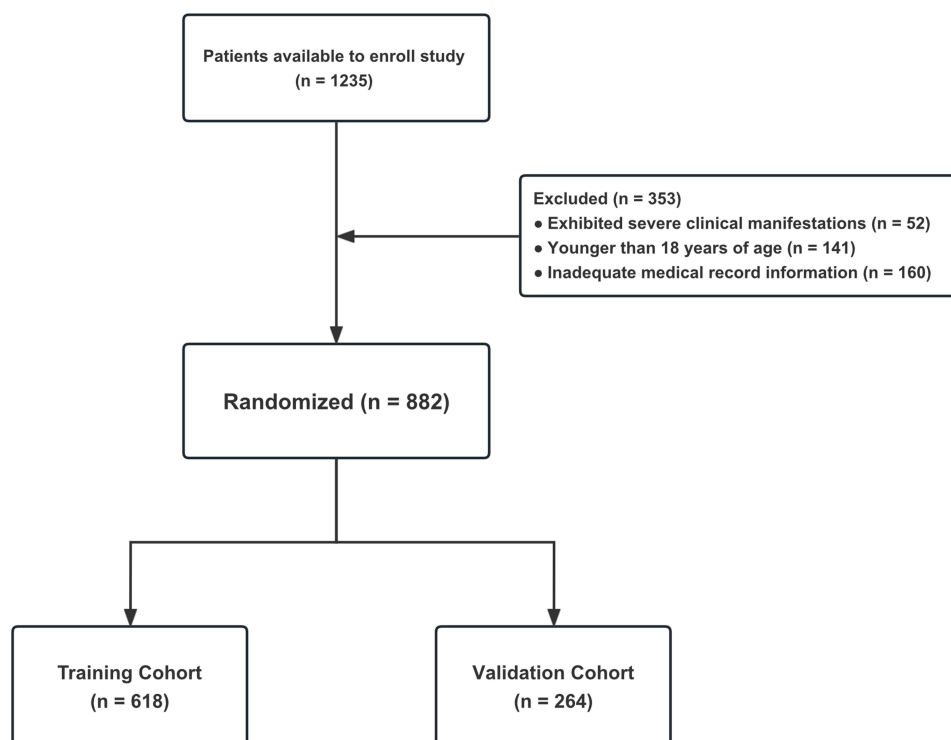 Patients available to enroll study
(n = 1235)
Excluded (n = 353)
● Exhibited severe clinical manifestations (n = 52)
● Younger than 18 years of age (n = 141)
● Inadequate medical record information (n = 160)
Randomized (n = 882)
Training Cohort
(n = 618)
Validation Cohort
(n = 264)